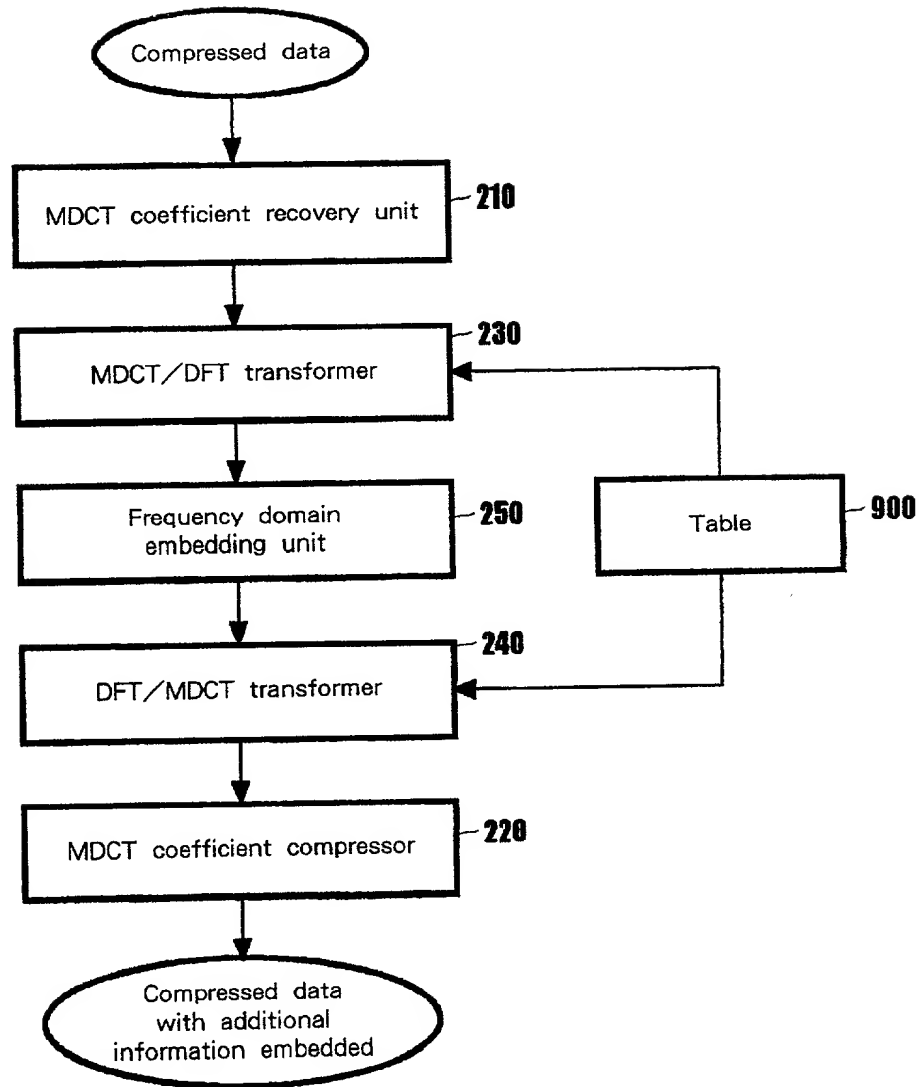 Compressed data
MDCT coefficient recovery unit
210
MDCT/DFT transformer
230
Frequency domain
embedding unit
250
Table
900
DFT/MDCT transformer
240
MDCT coefficient compressor
220
Compressed data
with additional
information embedded